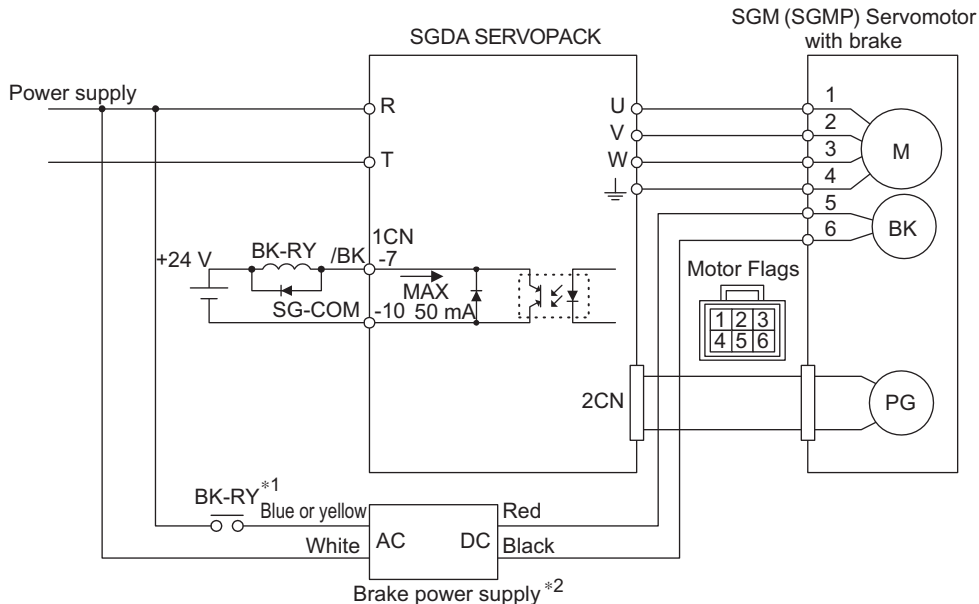 SGM (SGMP) Servomotor
with brake
SGDA SERVOPACK
Power supply
R
T
U
V
W
1
2
3
4
5
6
M
BK
1CN
+24 V
BK-RY
/BK
-7
MAX
50 mA
SG-COM
-10
Motor Flags
1 2 3
4 5 6
2CN
PG
BK-RY*1
Blue or yellow
White
AC
DC
Red
Black
Brake power supply *2